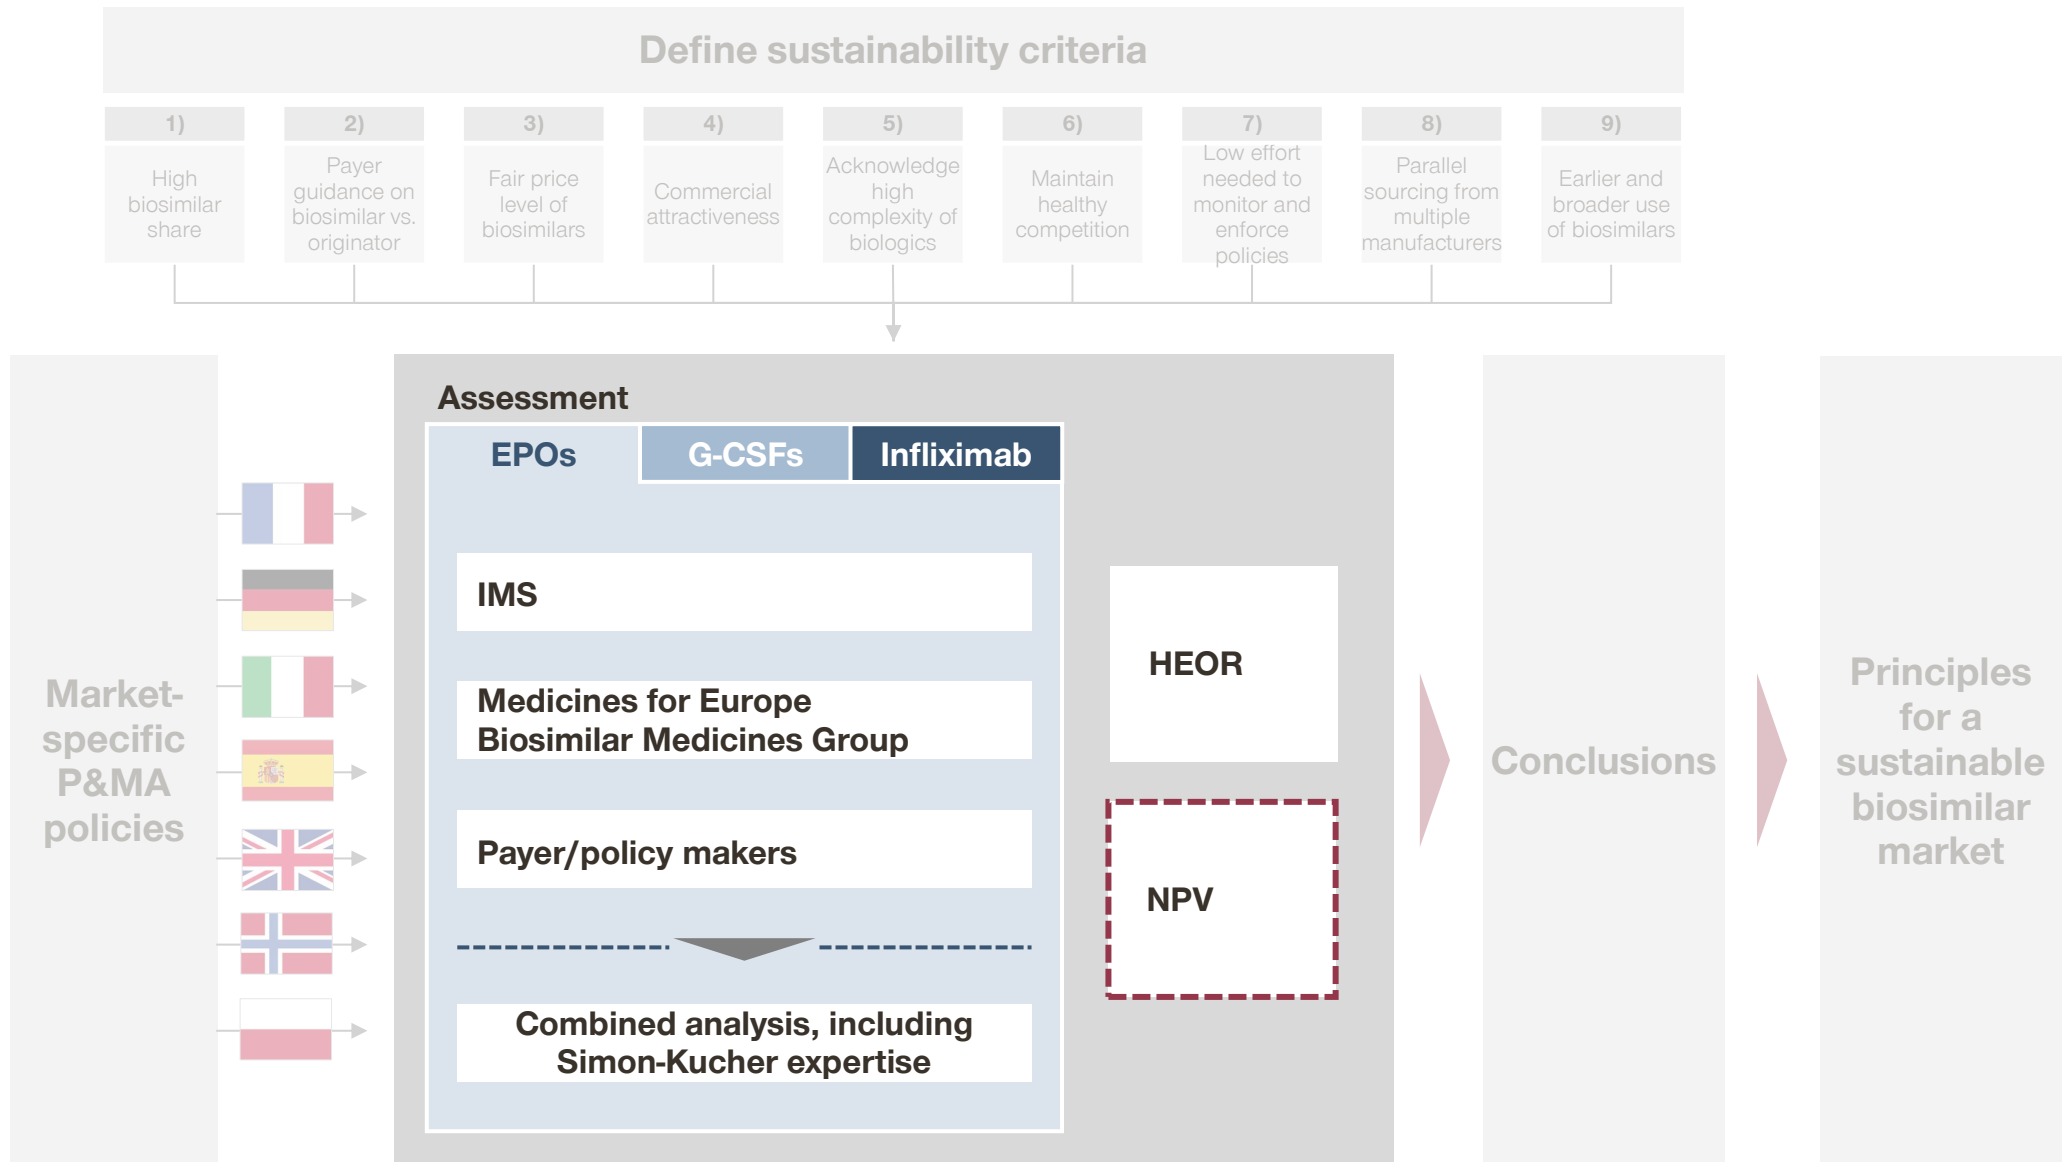 Define sustainability criteria
1)
High
biosimilar
share
2)
Payer
guidance on
biosimilar vs.
originator
3)
Fair price
level of
biosimilars
4)
Commercial
attractiveness
5)
Acknowledge
high
complexity of
biologics
6)
Maintain
healthy
competition
7)
Low effort
needed to
monitor and
enforce
policies
8)
Parallel
sourcing from
multiple
manufacturers
9)
Earlier and
broader use
of biosimilars
Market-
specific
P&MA
policies
Assessment
EPOs
G-CSFs
Infliximab
IMS
Medicines for Europe
Biosimilar Medicines Group
Payer/policy makers
Combined analysis, including
Simon-Kucher expertise
HEOR
NPV
Conclusions
Principles
for a
sustainable
biosimilar
market